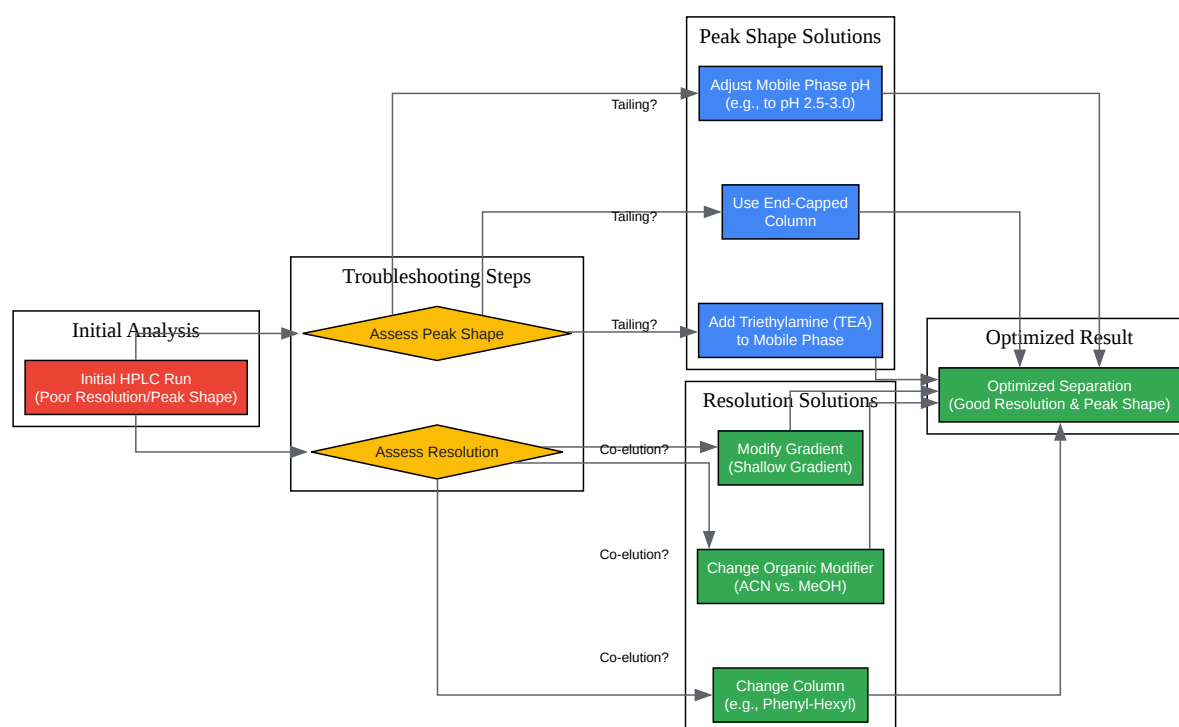 Initial Analysis
Initial HPLC Run
(Poor Resolution/Peak Shape)
Troubleshooting Steps
Assess Peak Shape
Assess Resolution
Tailing?
Tailing?
Tailing?
Co-elution?
Co-elution?
Co-elution?
Peak Shape Solutions
Adjust Mobile Phase pH
(e.g., to pH 2.5-3.0)
Use End-Capped
Column
Add Triethylamine (TEA)
to Mobile Phase
Resolution Solutions
Modify Gradient
(Shallow Gradient)
Change Organic Modifier
(ACN vs. MeOH)
Change Column
(e.g., Phenyl-Hexyl)
Optimized Result
Optimized Separation
(Good Resolution & Peak Shape)